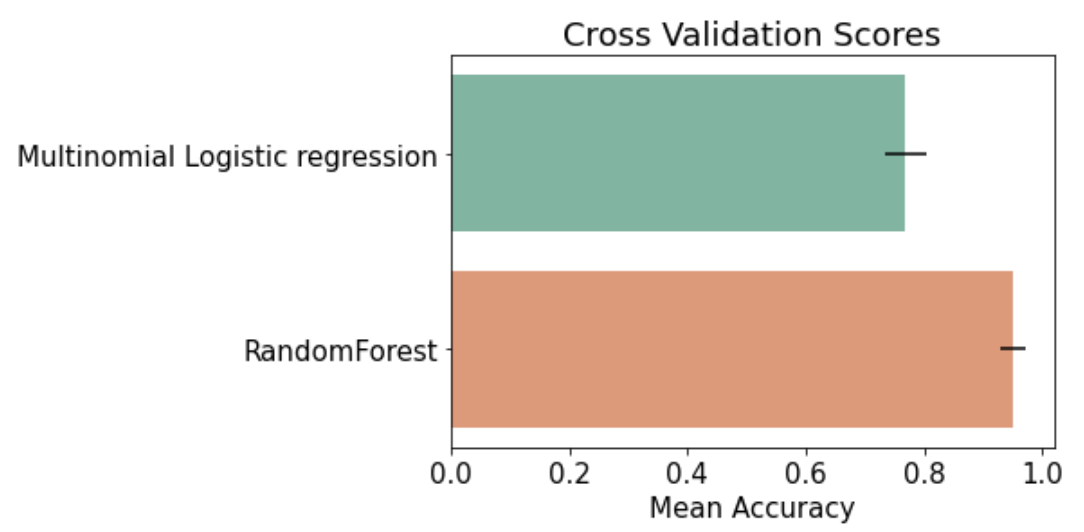 Cross Validation Scores
Multinomial Logistic regression
RandomForest
0.0 0.2 0.4 0.6 0.8 1.0
Mean Accuracy